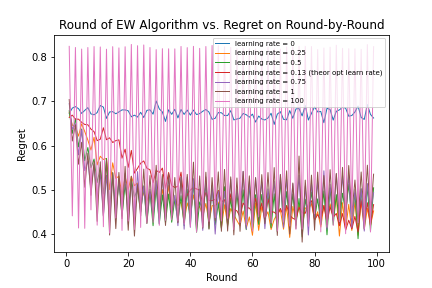 Round of EW Algorithm vs. Regret on Round-by-Round
learning rate = 0
learning rate = 0.25
learning rate = 0.5
learning rate = 0.13 (theor opt learn rate)
learning rate = 0.75
learning rate = 1
learning rate = 100
Regret
0.8
0.7
0.6
0.5
0.4
0
20
40
60
80
100
Round